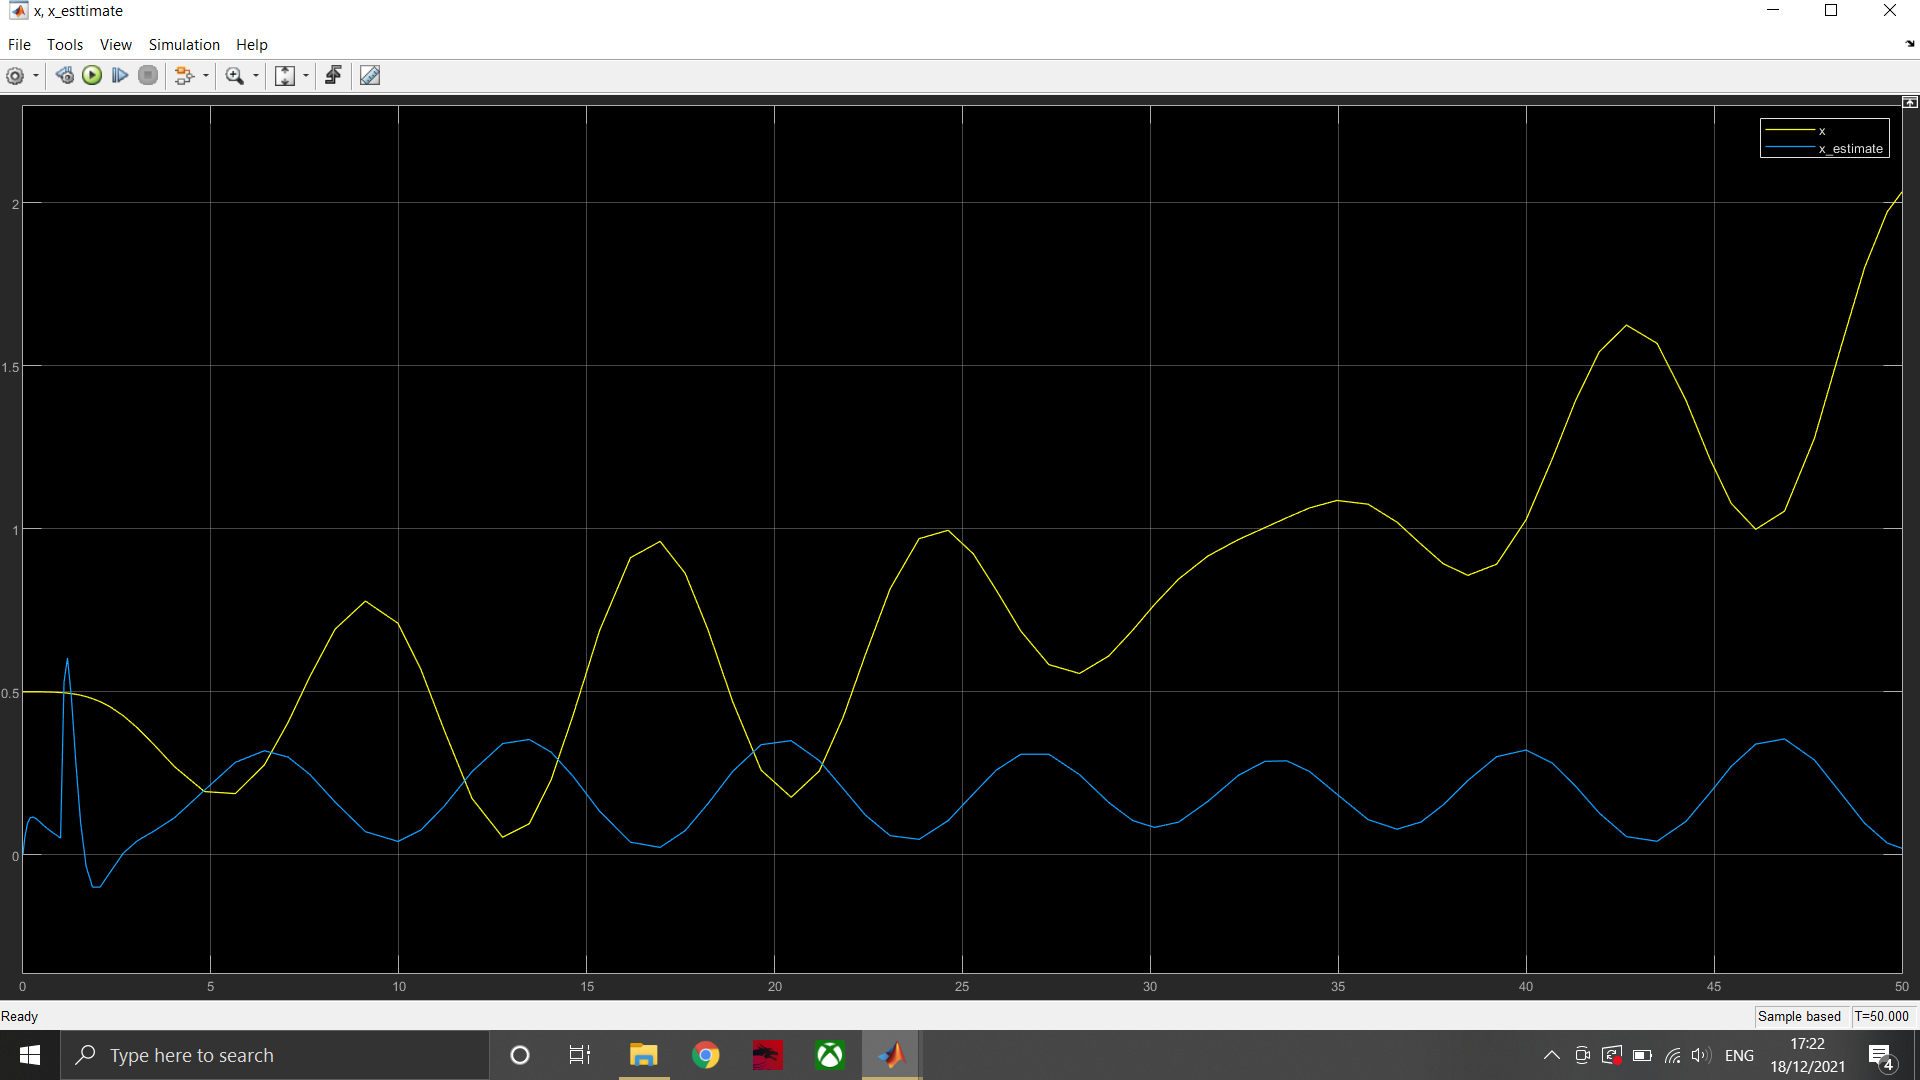 x, x_esttimate
File Tools View Simulation Help
x
x_estimate
2
1.5
1
0.5
0
0 5 10 15 20 25 30 35 40 45 50
Ready
Sample based T=50.000
Type here to search
ENG
17:22
18/12/2021
4